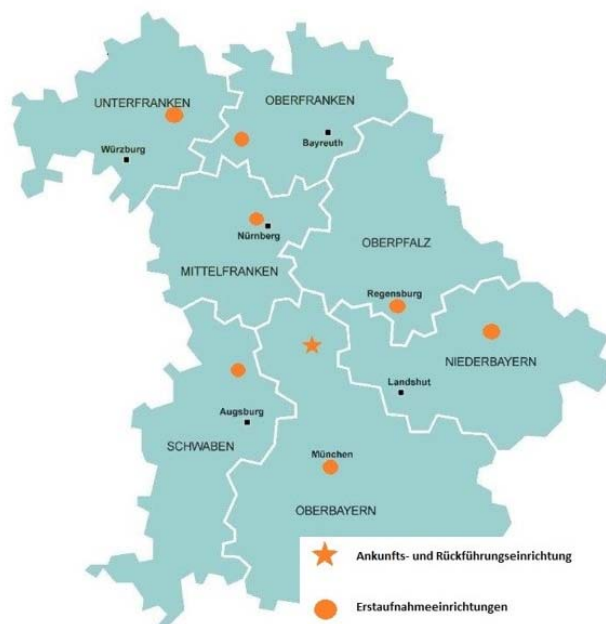 UNTERFRANKEN
OBERFRANKEN
Würzburg
Bayreuth
Nürnberg
OBERPFALZ
MITTELFRANKEN
Regensburg
NIEDERBAYERN
Landshut
Augsburg
SCHWABEN
München
OBERBAYERN
Ankunfts- und Rückführungseinrichtung
Erstaufnahmeeinrichtungen